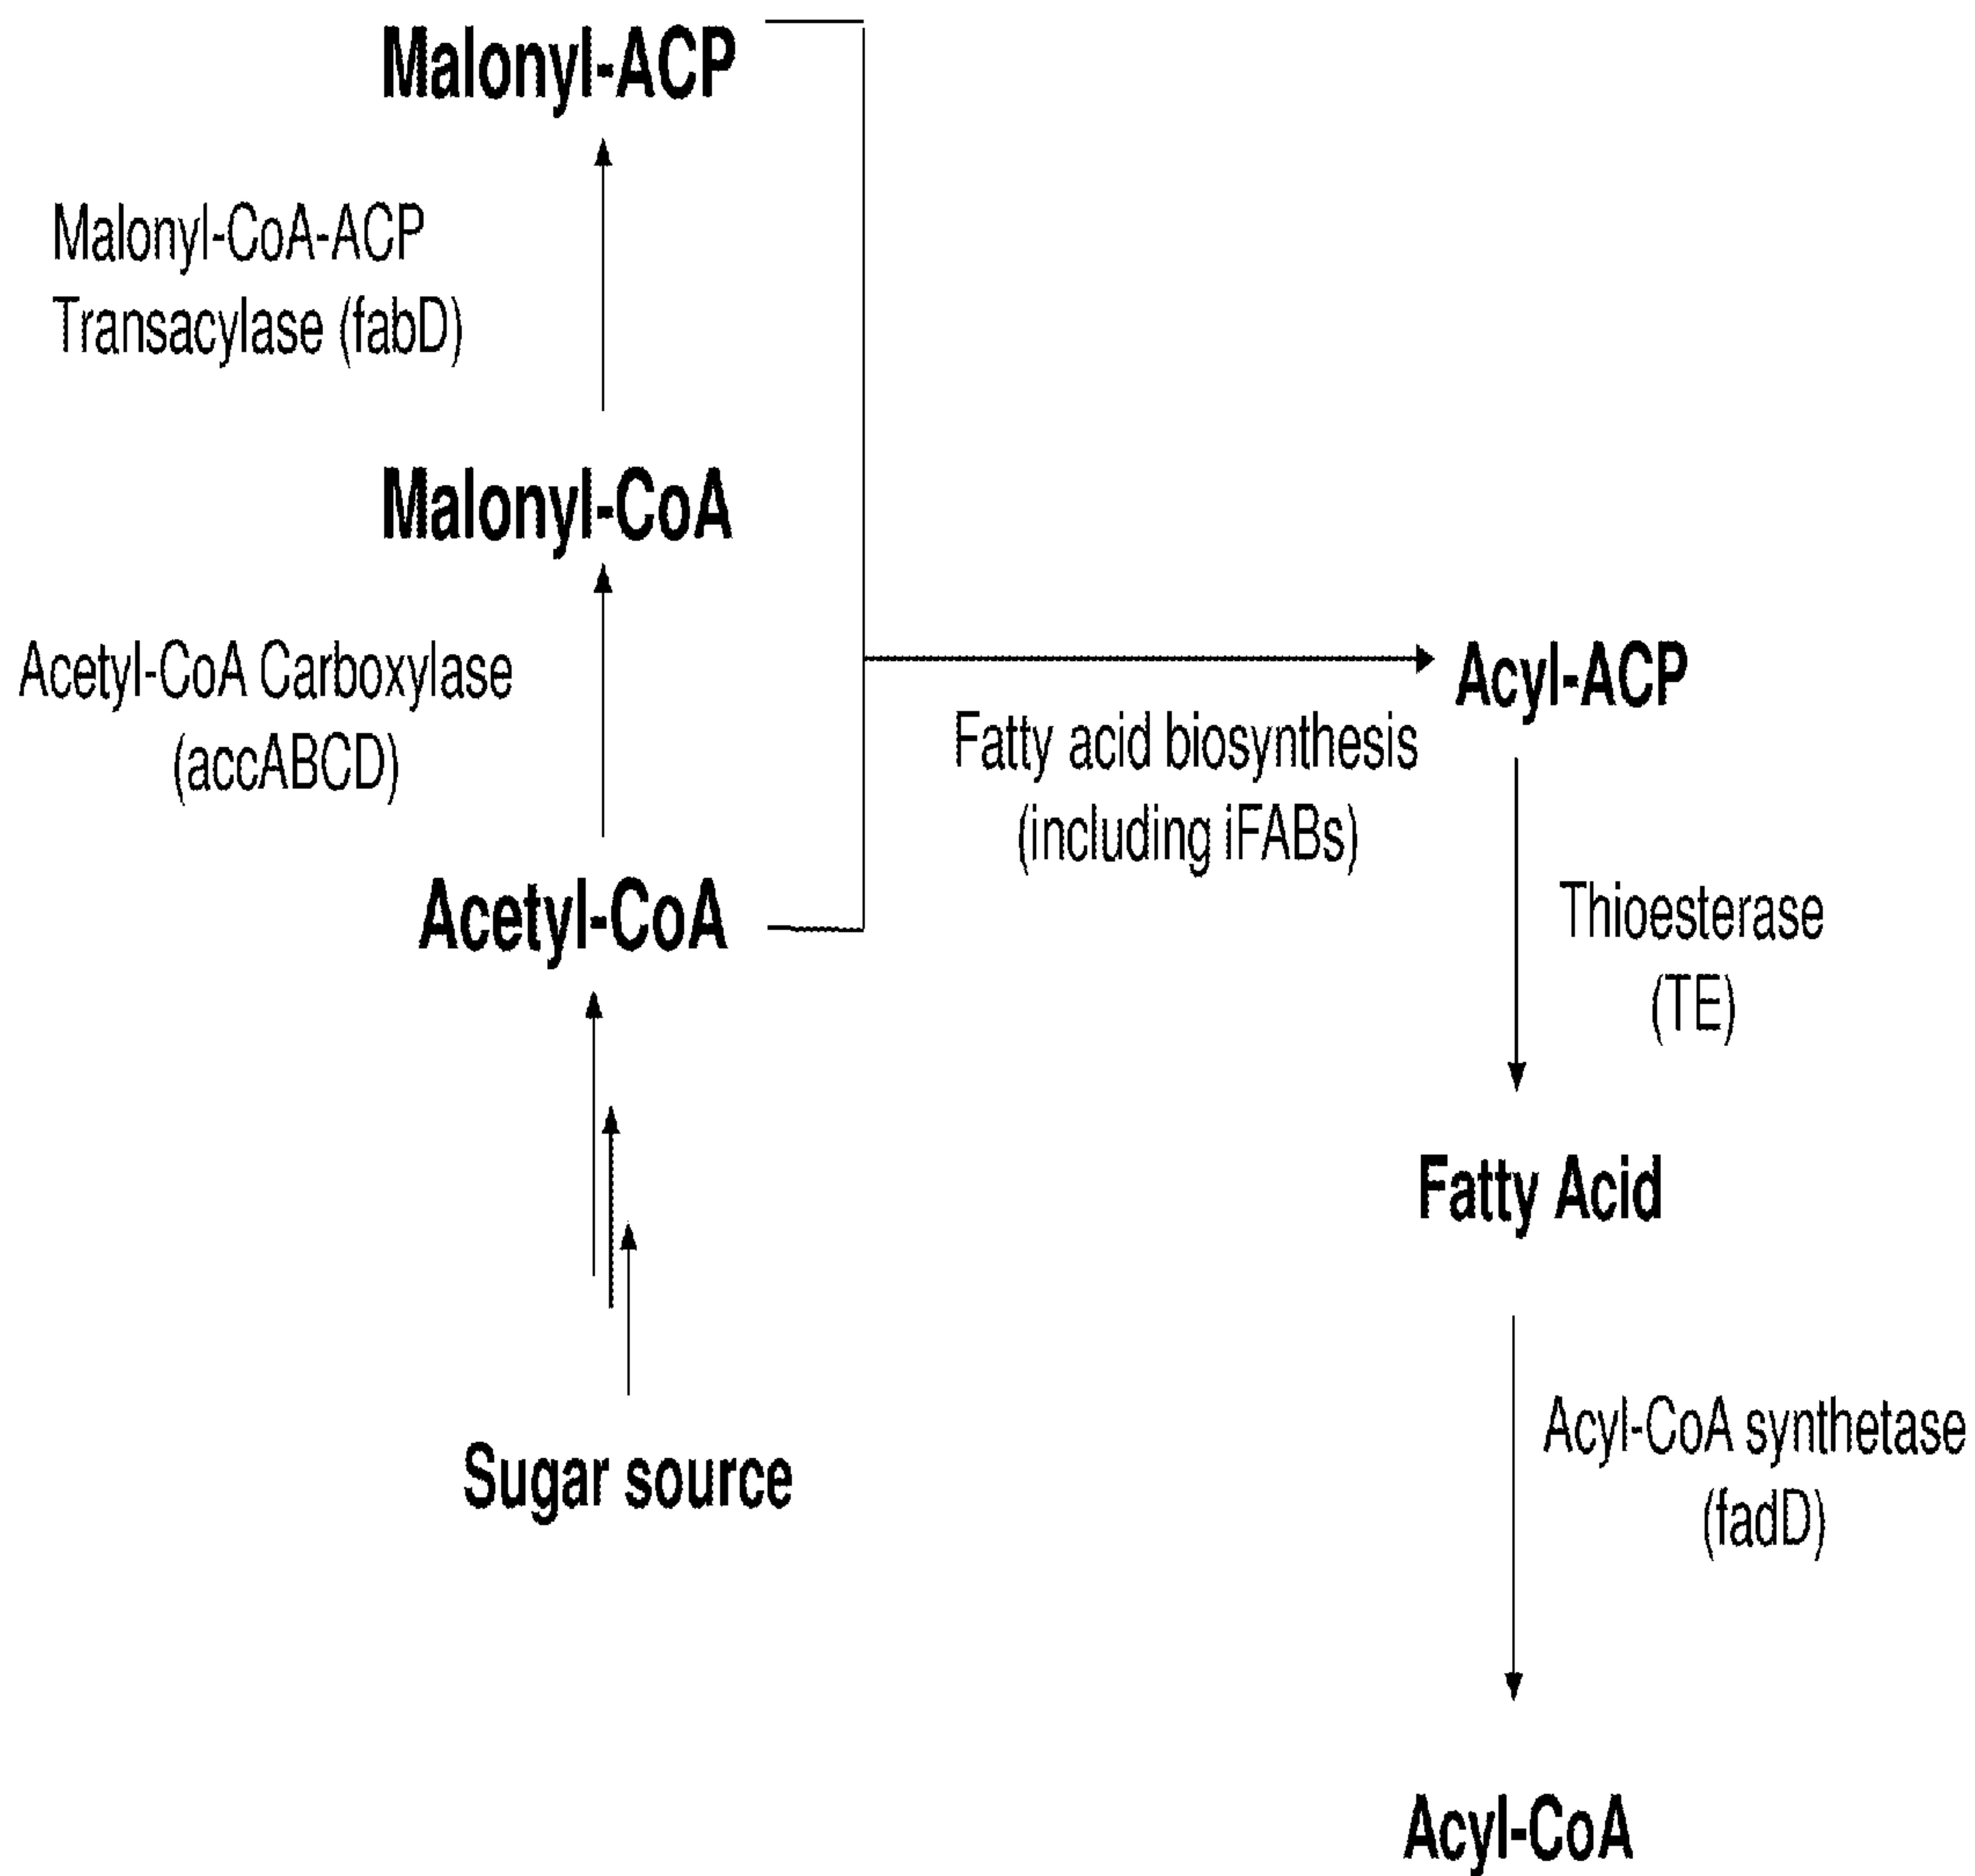 Malonyl-ACP
Malonyl-CoA-ACP
Transacylase (fabD)
Malonyl-CoA
Acetyl-CoA Carboxylase
(accABCD)
Acetyl-CoA
Sugar source
Fatty acid biosynthesis
(including iFABs)
Acyl-ACP
Thioesterase
(TE)
Fatty Acid
Acyl-CoA synthetase
(fadD)
Acyl-CoA